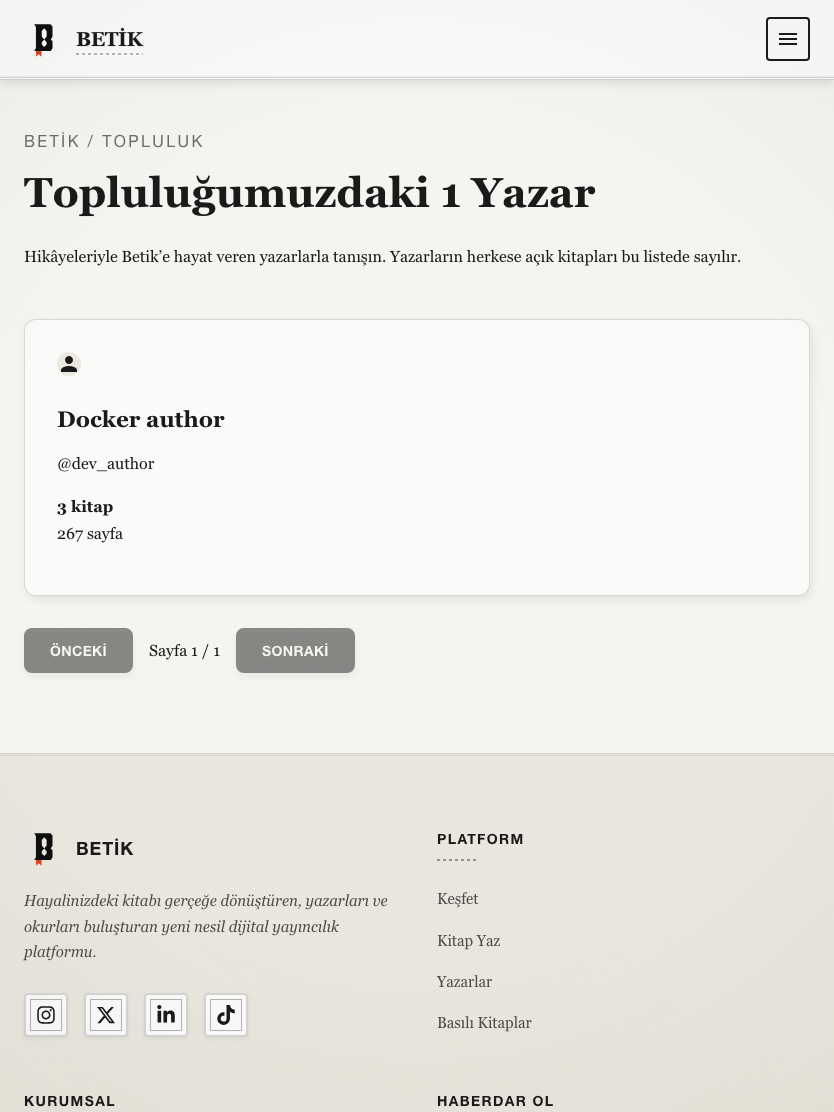 BETİK
BETİK / TOPLULUK
Topluluğumuzdaki 1 Yazar
Hikâyeleriyle Betik’e hayat veren yazarlarla tanışın. Yazarların herkese açık kitapları bu listede sayılır.
Docker author
@dev_author
3 kitap
267 sayfa
ÖNCEKİ
Sayfa 1 / 1
SONRAKİ
BETİK
Hayalinizdeki kitabı gerçeğe dönüştüren, yazarları ve
okurları buluşturan yeni nesil dijital yayıncılık
platformu.
PLATFORM
Keşfet
Kitap Yaz
Yazarlar
Basılı Kitaplar
KURUMSAL
HABERDAR OL